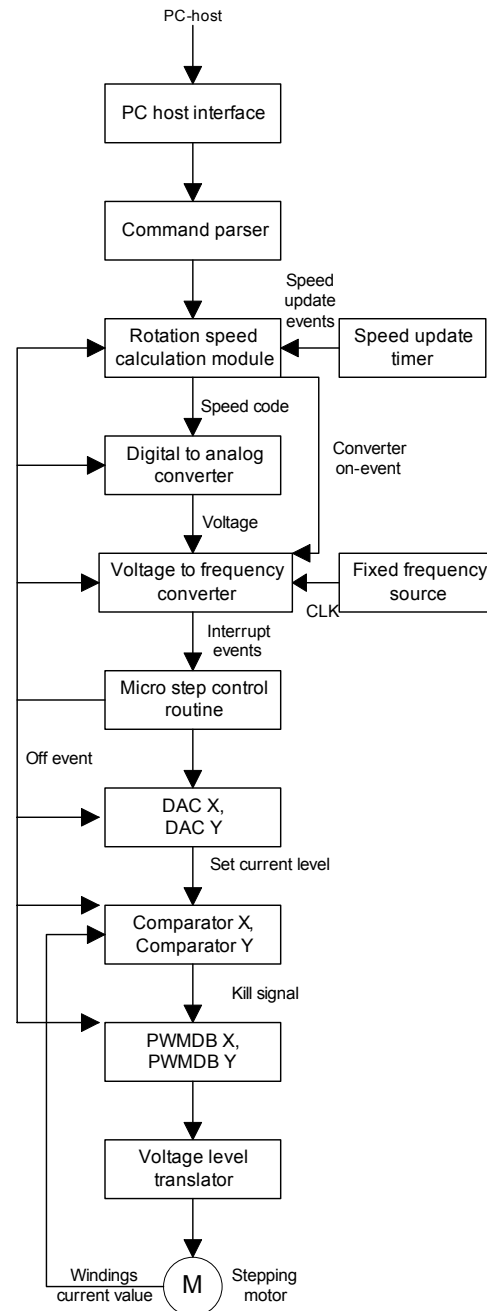 PC-host
PC host interface
Command parser
Speed
update
events
Rotation speed
calculation module
Speed update
timer
Speed code
Converter
on-event
Digital to analog
converter
Voltage
Voltage to frequency
converter
Fixed frequency
source
CLK
Interrupt
events
Micro step control
routine
Off event
DAC X,
DAC Y
Set current level
Comparator X,
Comparator Y
Kill signal
PWMDB X,
PWMDB Y
Voltage level
translator
Windings
current value
M
Stepping
motor